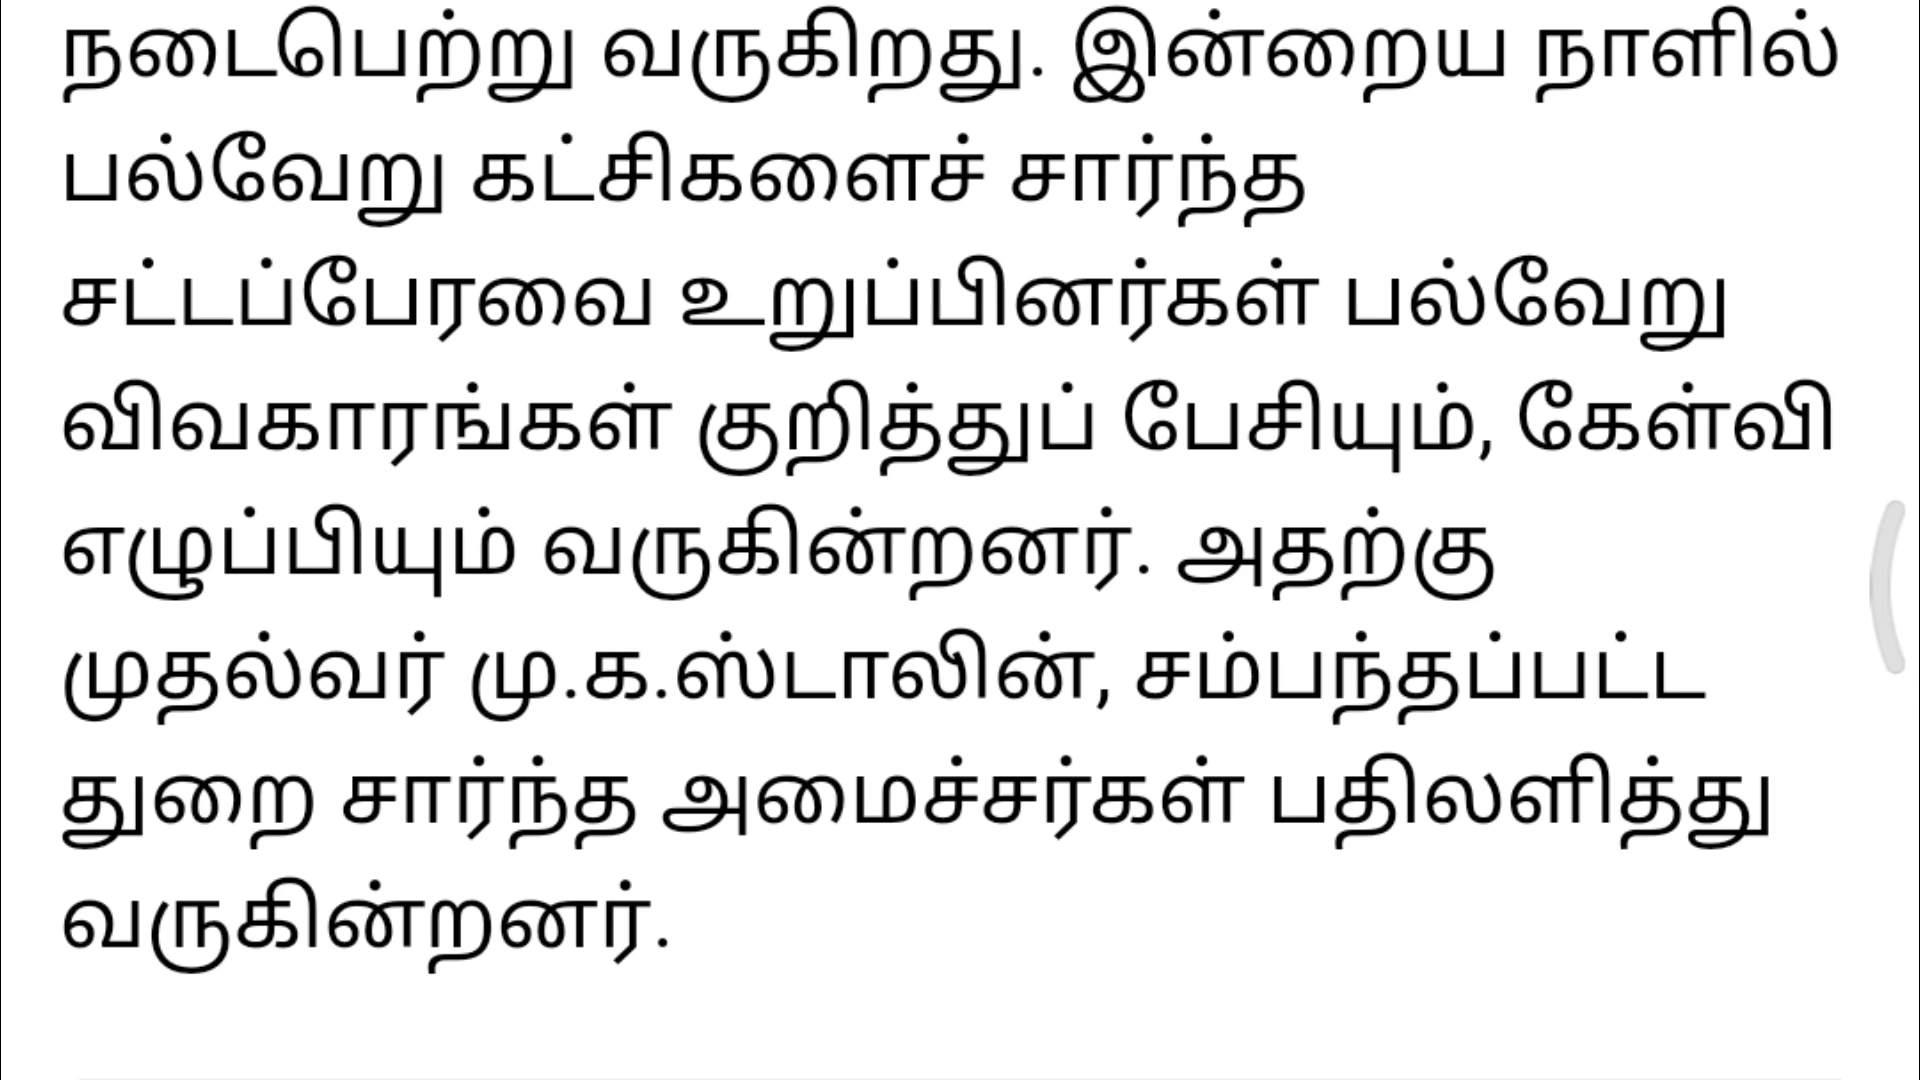 நடைபெற்று வருகிறது. இன்றைய நாளில்
பல்வேறு கட்சிகளைச் சார்ந்த
சட்டப்பேரவை உறுப்பினர்கள் பல்வேறு
விவகாரங்கள் குறித்துப் பேசியும், கேள்வி
எழுப்பியும் வருகின்றனர். அதற்கு
முதல்வர் மு.க.ஸ்டாலின், சம்பந்தப்பட்ட
துறை சார்ந்த அமைச்சர்கள் பதிலளித்து
வருகின்றனர்.